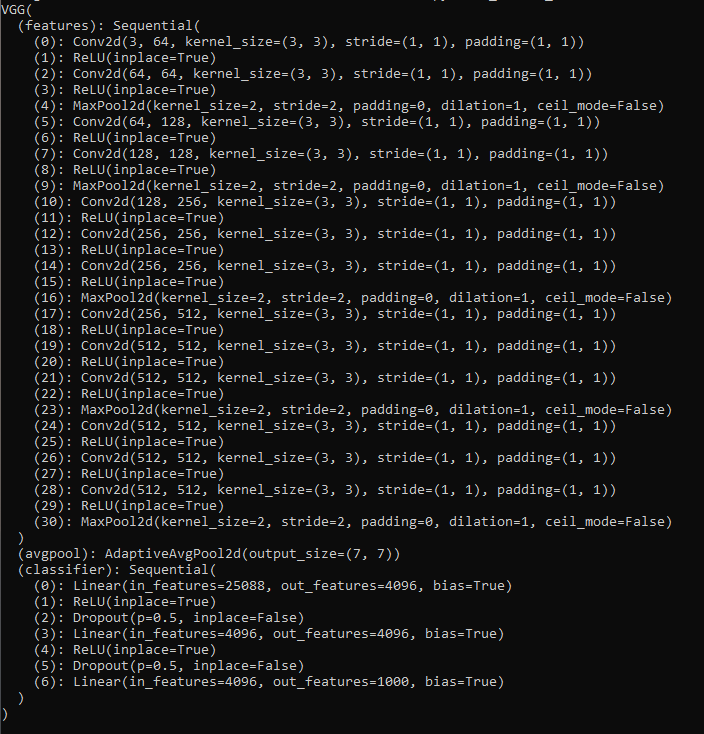 VGG(
  (features): Sequential(
    (0): Conv2d(3, 64, kernel_size=(3, 3), stride=(1, 1), padding=(1, 1))
    (1): ReLU(inplace=True)
    (2): Conv2d(64, 64, kernel_size=(3, 3), stride=(1, 1), padding=(1, 1))
    (3): ReLU(inplace=True)
    (4): MaxPool2d(kernel_size=2, stride=2, padding=0, dilation=1, ceil_mode=False)
    (5): Conv2d(64, 128, kernel_size=(3, 3), stride=(1, 1), padding=(1, 1))
    (6): ReLU(inplace=True)
    (7): Conv2d(128, 128, kernel_size=(3, 3), stride=(1, 1), padding=(1, 1))
    (8): ReLU(inplace=True)
    (9): MaxPool2d(kernel_size=2, stride=2, padding=0, dilation=1, ceil_mode=False)
    (10): Conv2d(128, 256, kernel_size=(3, 3), stride=(1, 1), padding=(1, 1))
    (11): ReLU(inplace=True)
    (12): Conv2d(256, 256, kernel_size=(3, 3), stride=(1, 1), padding=(1, 1))
    (13): ReLU(inplace=True)
    (14): Conv2d(256, 256, kernel_size=(3, 3), stride=(1, 1), padding=(1, 1))
    (15): ReLU(inplace=True)
    (16): MaxPool2d(kernel_size=2, stride=2, padding=0, dilation=1, ceil_mode=False)
    (17): Conv2d(256, 512, kernel_size=(3, 3), stride=(1, 1), padding=(1, 1))
    (18): ReLU(inplace=True)
    (19): Conv2d(512, 512, kernel_size=(3, 3), stride=(1, 1), padding=(1, 1))
    (20): ReLU(inplace=True)
    (21): Conv2d(512, 512, kernel_size=(3, 3), stride=(1, 1), padding=(1, 1))
    (22): ReLU(inplace=True)
    (23): MaxPool2d(kernel_size=2, stride=2, padding=0, dilation=1, ceil_mode=False)
    (24): Conv2d(512, 512, kernel_size=(3, 3), stride=(1, 1), padding=(1, 1))
    (25): ReLU(inplace=True)
    (26): Conv2d(512, 512, kernel_size=(3, 3), stride=(1, 1), padding=(1, 1))
    (27): ReLU(inplace=True)
    (28): Conv2d(512, 512, kernel_size=(3, 3), stride=(1, 1), padding=(1, 1))
    (29): ReLU(inplace=True)
    (30): MaxPool2d(kernel_size=2, stride=2, padding=0, dilation=1, ceil_mode=False)
  )
  (avgpool): AdaptiveAvgPool2d(output_size=(7, 7))
  (classifier): Sequential(
    (0): Linear(in_features=25088, out_features=4096, bias=True)
    (1): ReLU(inplace=True)
    (2): Dropout(p=0.5, inplace=False)
    (3): Linear(in_features=4096, out_features=4096, bias=True)
    (4): ReLU(inplace=True)
    (5): Dropout(p=0.5, inplace=False)
    (6): Linear(in_features=4096, out_features=1000, bias=True)
  )
)